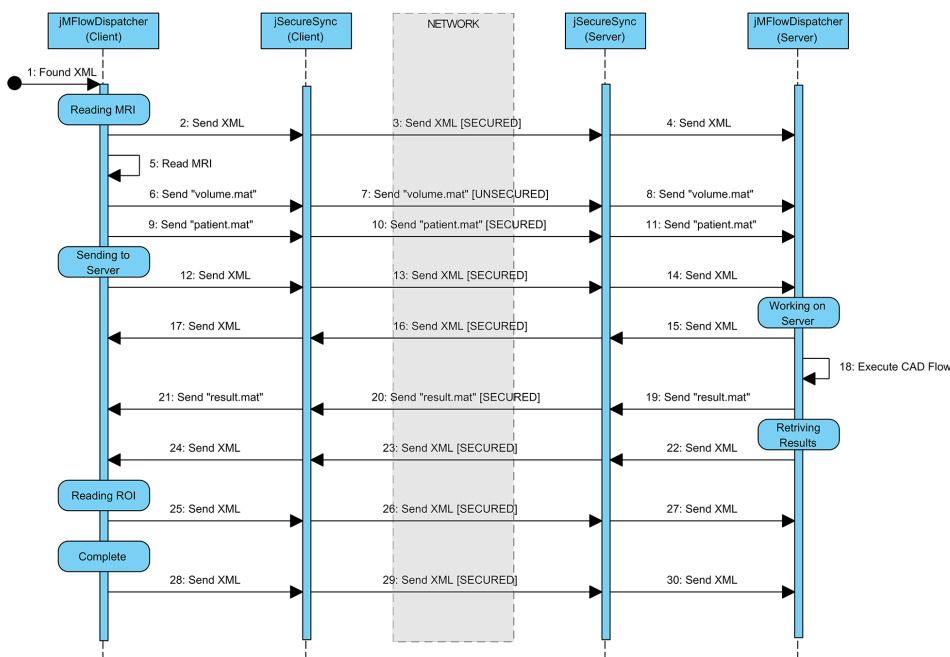 jMFlowDispatcher
(Client)
jSecureSync
(Client)
NETWORK
jSecureSync
(Server)
jMFlowDispatcher
(Server)
1: Found XML
Reading MRI
2: Send XML
3: Send XML [SECURED]
4: Send XML
5: Read MRI
6: Send "volume.mat"
7: Send "volume.mat" [UNSECURED]
8: Send "volume.mat"
9: Send "patient.mat"
10: Send "patient.mat" [SECURED]
11: Send "patient.mat"
Sending to
Server
12: Send XML
13: Send XML [SECURED]
14: Send XML
Working on
Server
17: Send XML
16: Send XML [SECURED]
15: Send XML
18: Execute CAD Flow
21: Send "result.mat"
20: Send "result.mat" [SECURED]
19: Send "result.mat"
Retriving
Results
24: Send XML
23: Send XML [SECURED]
22: Send XML
Reading ROI
25: Send XML
26: Send XML [SECURED]
27: Send XML
Complete
28: Send XML
29: Send XML [SECURED]
30: Send XML